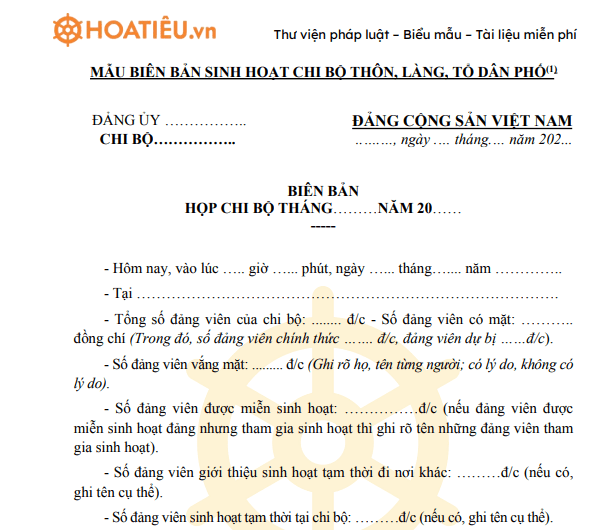 HOATIÊU.vn
Thư viện pháp luật – Biểu mẫu – Tài liệu miễn phí
MẪU BIÊN BẢN SINH HOẠT CHI BỘ THÔN, LÀNG, TỔ DÂN PHỐ(1)
ĐẢNG ỦY ……………..
ĐẢNG CỘNG SẢN VIỆT NAM
CHI BỘ……………..
.. ........, ngày .... tháng.... năm 202...
BIÊN BẢN
HỌP CHI BỘ THÁNG………NĂM 20……
-----
- Hôm nay, vào lúc ….. giờ …... phút, ngày …... tháng…..... năm …………..
- Tại ………………………………………………………………………….
- Tổng số đảng viên của chi bộ: ........ đ/c - Số đảng viên có mặt: ………..
đồng chí (Trong đó, số đảng viên chính thức … … đ/c, đảng viên dự bị ……đ/c).
- Số đảng viên vắng mặt: ......... đ/c (Ghi rõ họ, tên từng người; có lý do, không có
lý do).
- Số đảng viên được miễn sinh hoạt: ……………đ/c (nếu đảng viên được
miễn sinh hoạt đảng nhưng tham gia sinh hoạt thì ghi rõ tên những đảng viên tham
gia sinh hoạt).
- Số đảng viên giới thiệu sinh hoạt tạm thời đi nơi khác: ………đ/c (nếu có,
ghi tên cụ thể).
- Số đảng viên sinh hoạt tạm thời tại chi bộ: ………đ/c (nếu có, ghi tên cụ thể).